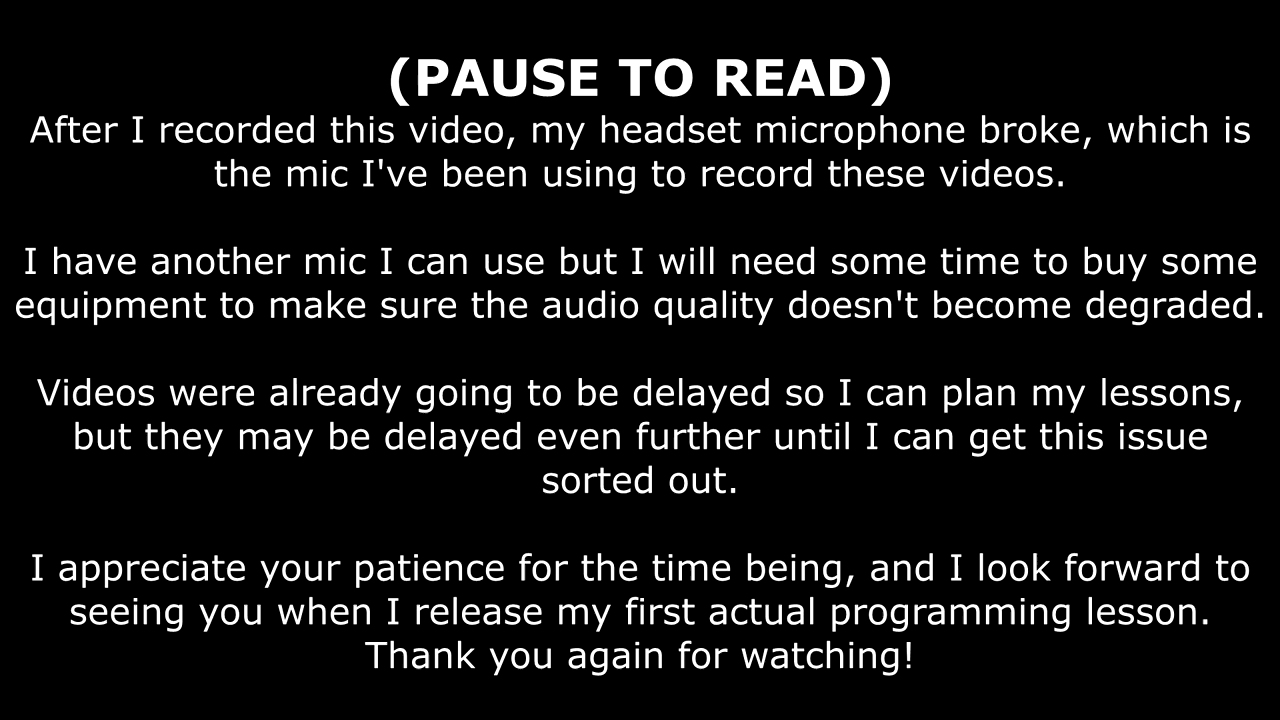 (PAUSE TO READ)
After I recorded this video, my headset microphone broke, which is
the mic I've been using to record these videos.
I have another mic I can use but I will need some time to buy some
equipment to make sure the audio quality doesn't become degraded.
Videos were already going to be delayed so I can plan my lessons,
but they may be delayed even further until I can get this issue
sorted out.
I appreciate your patience for the time being, and I look forward to
seeing you when I release my first actual programming lesson.
Thank you again for watching!